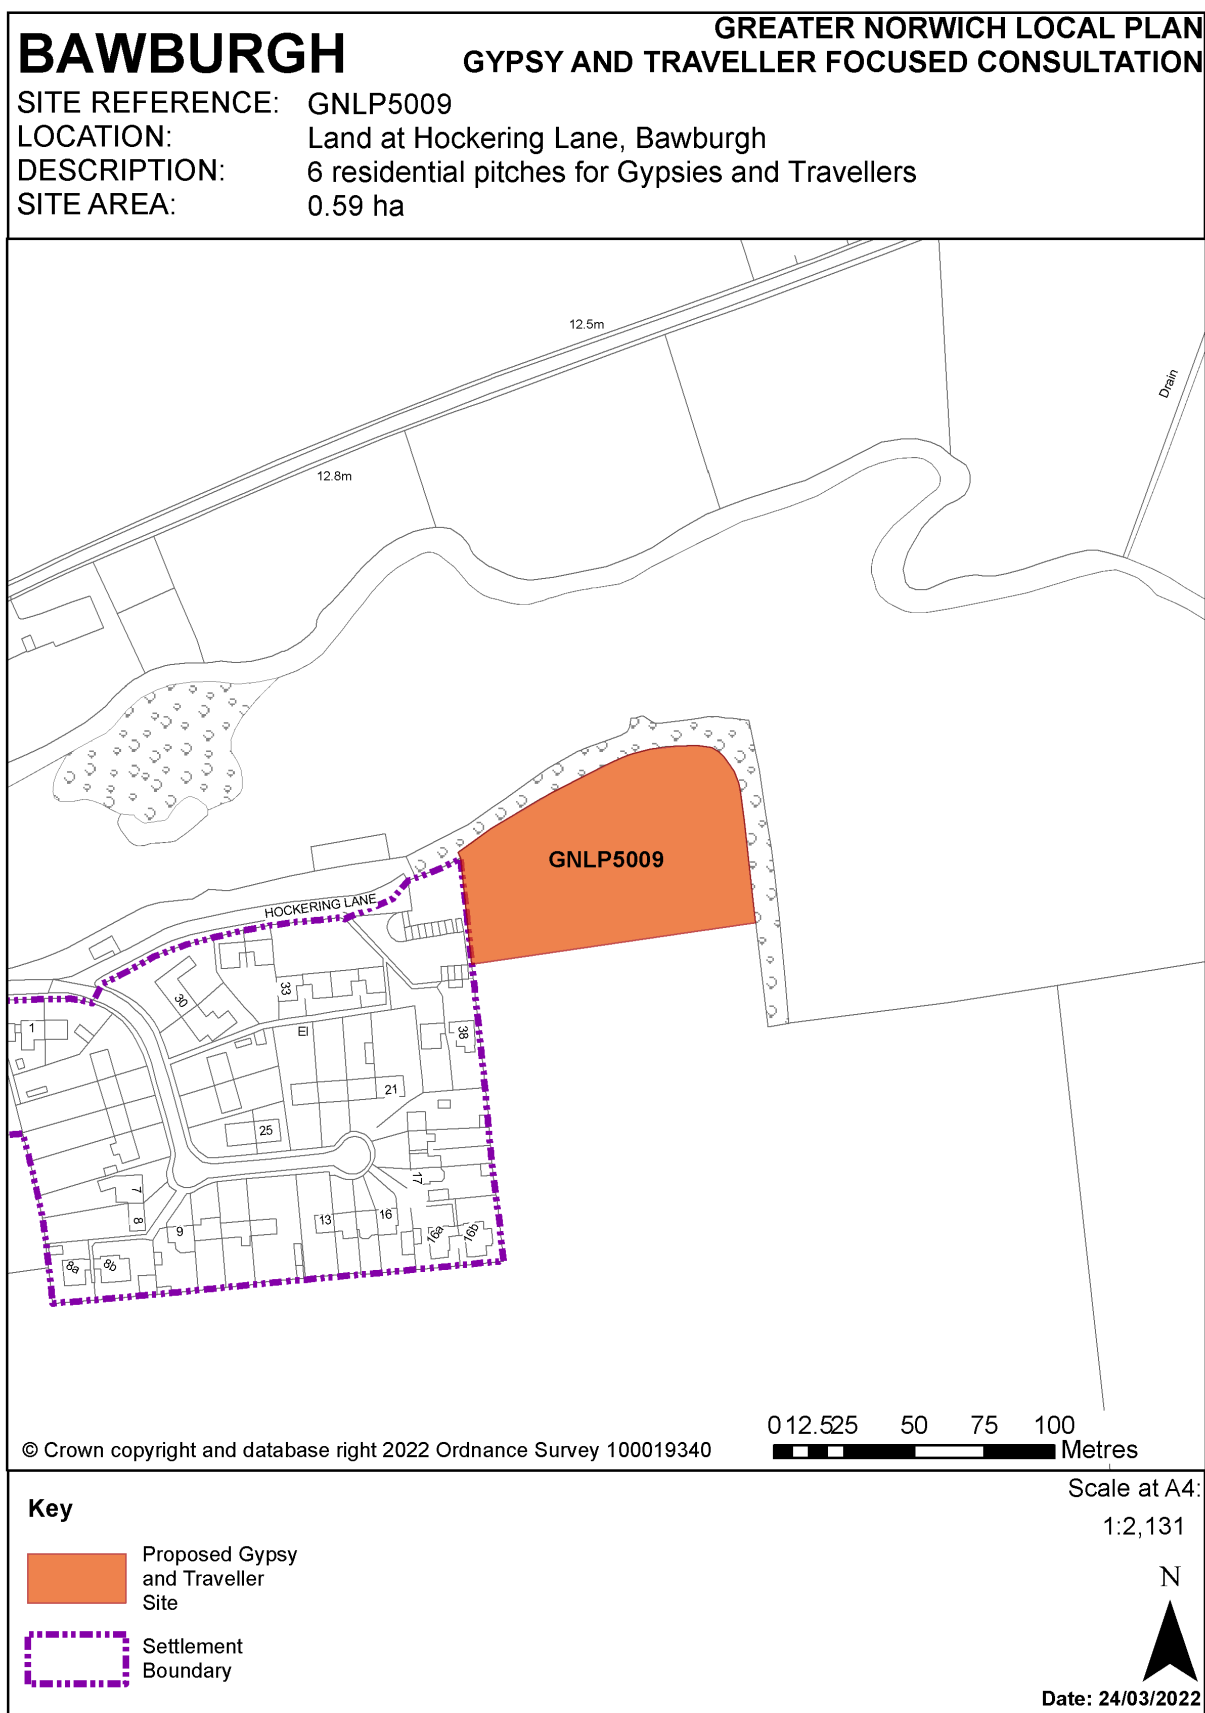 BAWBURGH
GREATER NORWICH LOCAL PLAN
GYPSY AND TRAVELLER FOCUSED CONSULTATION
SITE REFERENCE: GNLP5009
LOCATION: Land at Hockering Lane, Bawburgh
DESCRIPTION: 6 residential pitches for Gypsies and Travellers
SITE AREA: 0.59 ha
12.5m
Drain
12.8m
GNLP5009
HOCKERING LANE
30
33
1
El
38
21
25
17
7
8
9
13
16
16a
16b
8a
8b
0 12.5 25 50 75 100
Metres
© Crown copyright and database right 2022 Ordnance Survey 100019340
Key
Proposed Gypsy
and Traveller
Site
Settlement
Boundary
Scale at A4:
1:2,131
N
Date: 24/03/2022